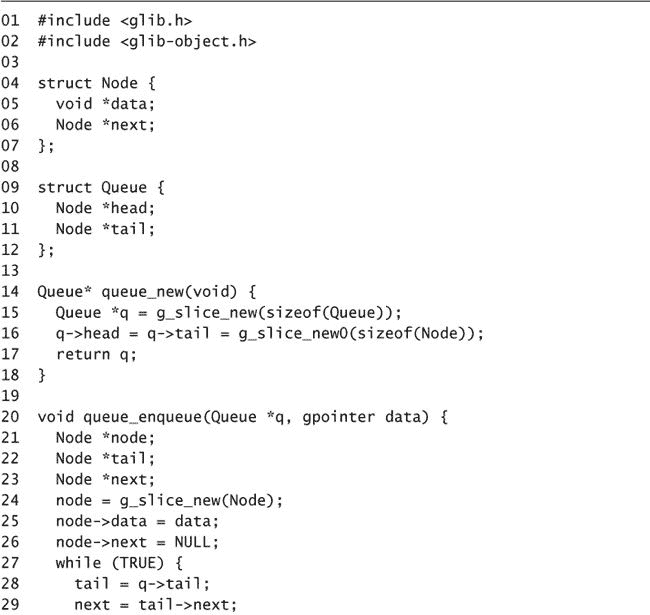 01 #include <glib.h>
02 #include <glib-object.h>
03
04 struct Node {
05   void *data;
06   Node *next;
07 };
08
09 struct Queue {
10   Node *head;
11   Node *tail;
12 };
13
14 Queue* queue_new(void) {
15   Queue *q = g_slice_new(sizeof(Queue));
16   q->head = q->tail = g_slice_new0(sizeof(Node));
17   return q;
18 }
19
20 void queue_enqueue(Queue *q, gpointer data) {
21   Node *node;
22   Node *tail;
23   Node *next;
24   node = g_slice_new(Node);
25   node->data = data;
26   node->next = NULL;
27   while (TRUE) {
28     tail = q->tail;
29     next = tail->next;